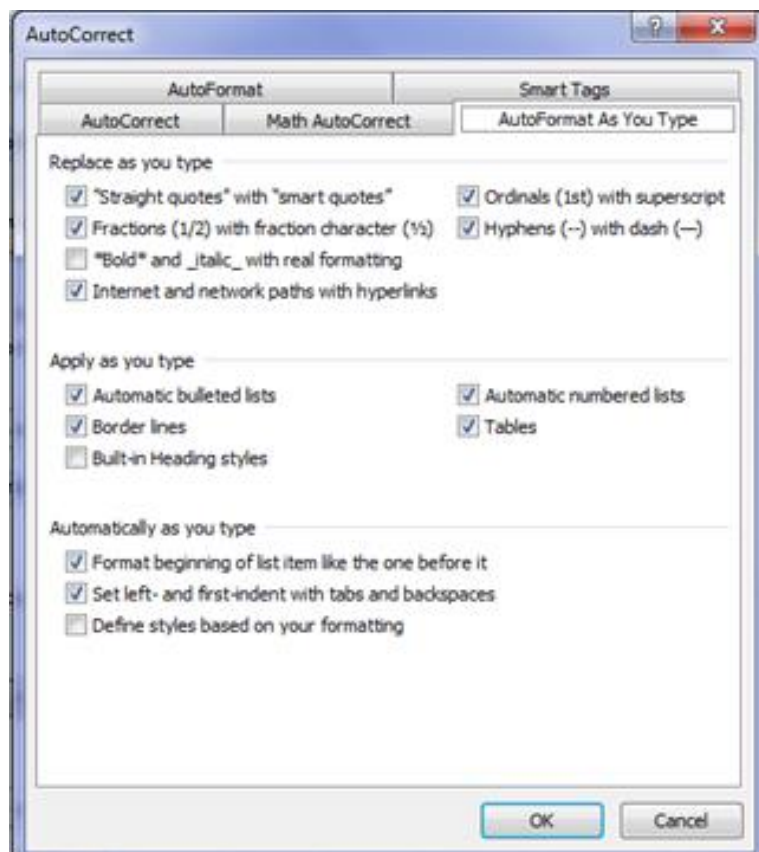 AutoCorrect
AutoFormat Smart Tags
AutoCorrect Math AutoCorrect AutoFormat As You Type
Replace as you type
"Straight quotes" with "smart quotes" Ordinals (1st) with superscript
Fractions (1/2) with fraction character (½) Hyphens (--) with dash (—)
*Bold* and _italic_ with real formatting
Internet and network paths with hyperlinks
Apply as you type
Automatic bulleted lists Automatic numbered lists
Border lines Tables
Built-in Heading styles
Automatically as you type
Format beginning of list item like the one before it
Set left- and first-indent with tabs and backspaces
Define styles based on your formatting
OK Cancel